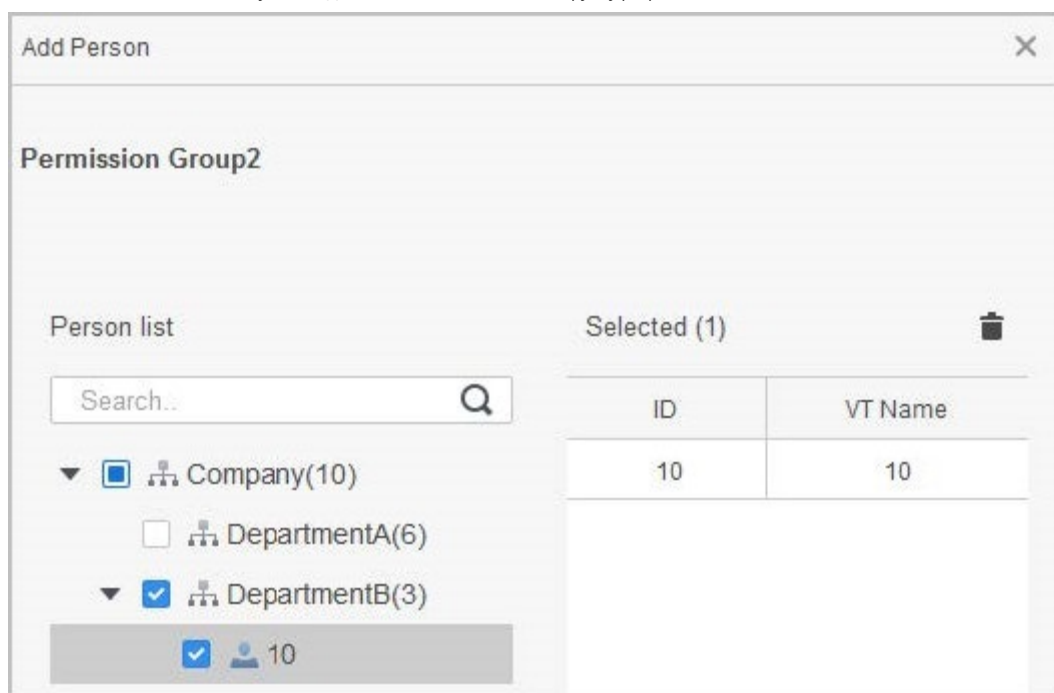 Add Person
Permission Group2
Person list
Search..
Company(10)
DepartmentA(6)
DepartmentB(3)
10
Selected (1)
ID VT Name
10 10